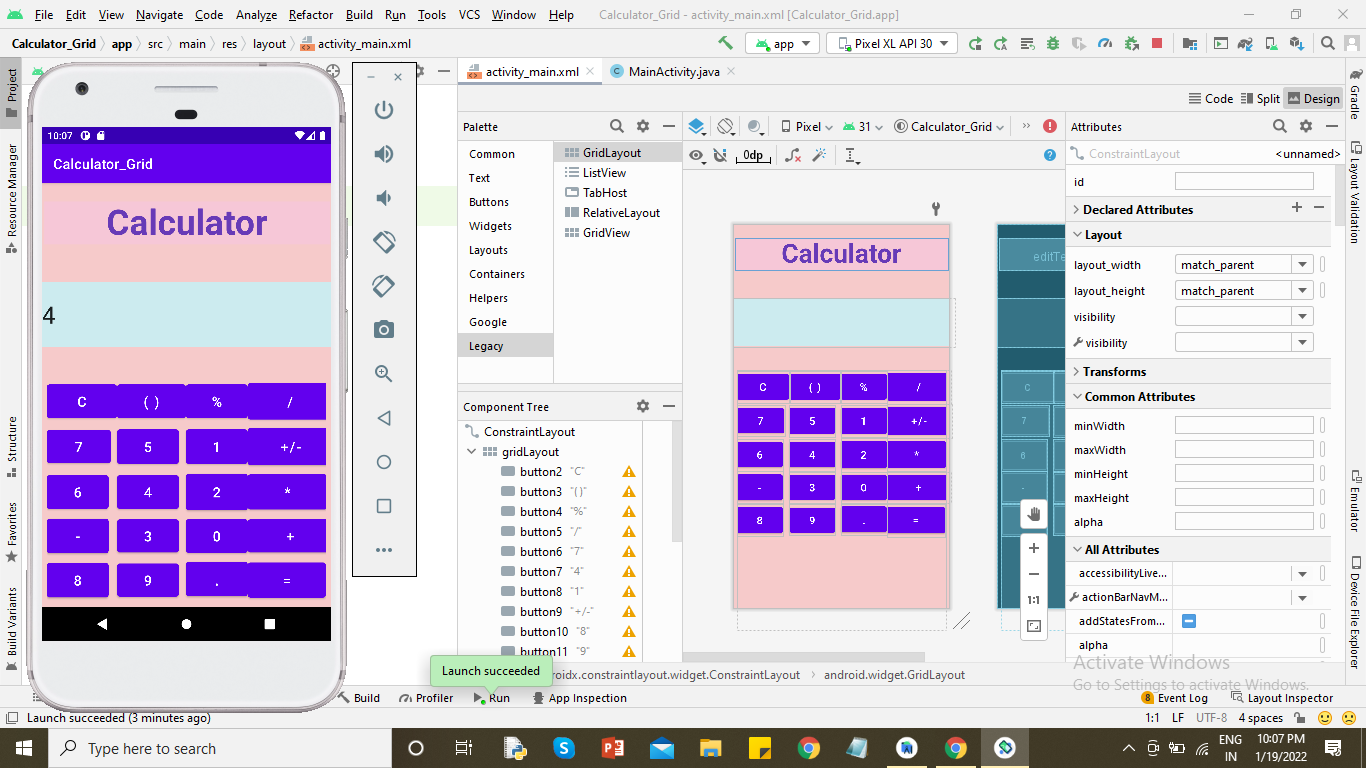 File Edit View Navigate Code Analyze Refactor Build Run Tools VCS Window Help Calculator_Grid - activity_main.xml [Calculator_Grid.app]
Calculator_Grid app src main res layout activity_main.xml app Pixel XL API 30
activity_main.xml MainActivity.java
Code Split Design
Project
Resource Manager
Structure
Favorites
Build Variants
10:07
Calculator_Grid
Calculator
4
C ( ) % /
7 5 1 +/-
6 4 2 *
- 3 0 +
8 9 . =
Palette
Common
Text
Buttons
Widgets
Layouts
Containers
Helpers
Google
Legacy
GridLayout
ListView
TabHost
RelativeLayout
GridView
Component Tree
ConstraintLayout
gridLayout
button2 "C"
button3 "( )"
button4 "%"
button5 "/"
button6 "7"
button7 "4"
button8 "1"
button9 "+/-"
button10 "8"
button11 "9"
Pixel 31 Calculator_Grid
0dp
Calculator
C ( ) % /
7 5 1 +/-
6 4 2 *
- 3 0 +
8 9 . =
editTe
C
7
6
-
1:1
Attributes
ConstraintLayout <unnamed>
id
Declared Attributes
Layout
layout_width match_parent
layout_height match_parent
visibility
visibility
Transforms
Common Attributes
minWidth
maxWidth
minHeight
maxHeight
alpha
All Attributes
accessibilityLive...
actionBarNavM...
addStatesFrom...
alpha
Gradle
Layout Validation
Emulator
Device File Explorer
Activate Windows
Go to Settings to activate Windows.
Launch succeeded
oidx.constraintlayout.widget.ConstraintLayout android.widget.GridLayout
Build Profiler Run App Inspection 8 Event Log Layout Inspector
Launch succeeded (3 minutes ago) 1:1 LF UTF-8 4 spaces
Type here to search
ENG
IN
10:07 PM
1/19/2022